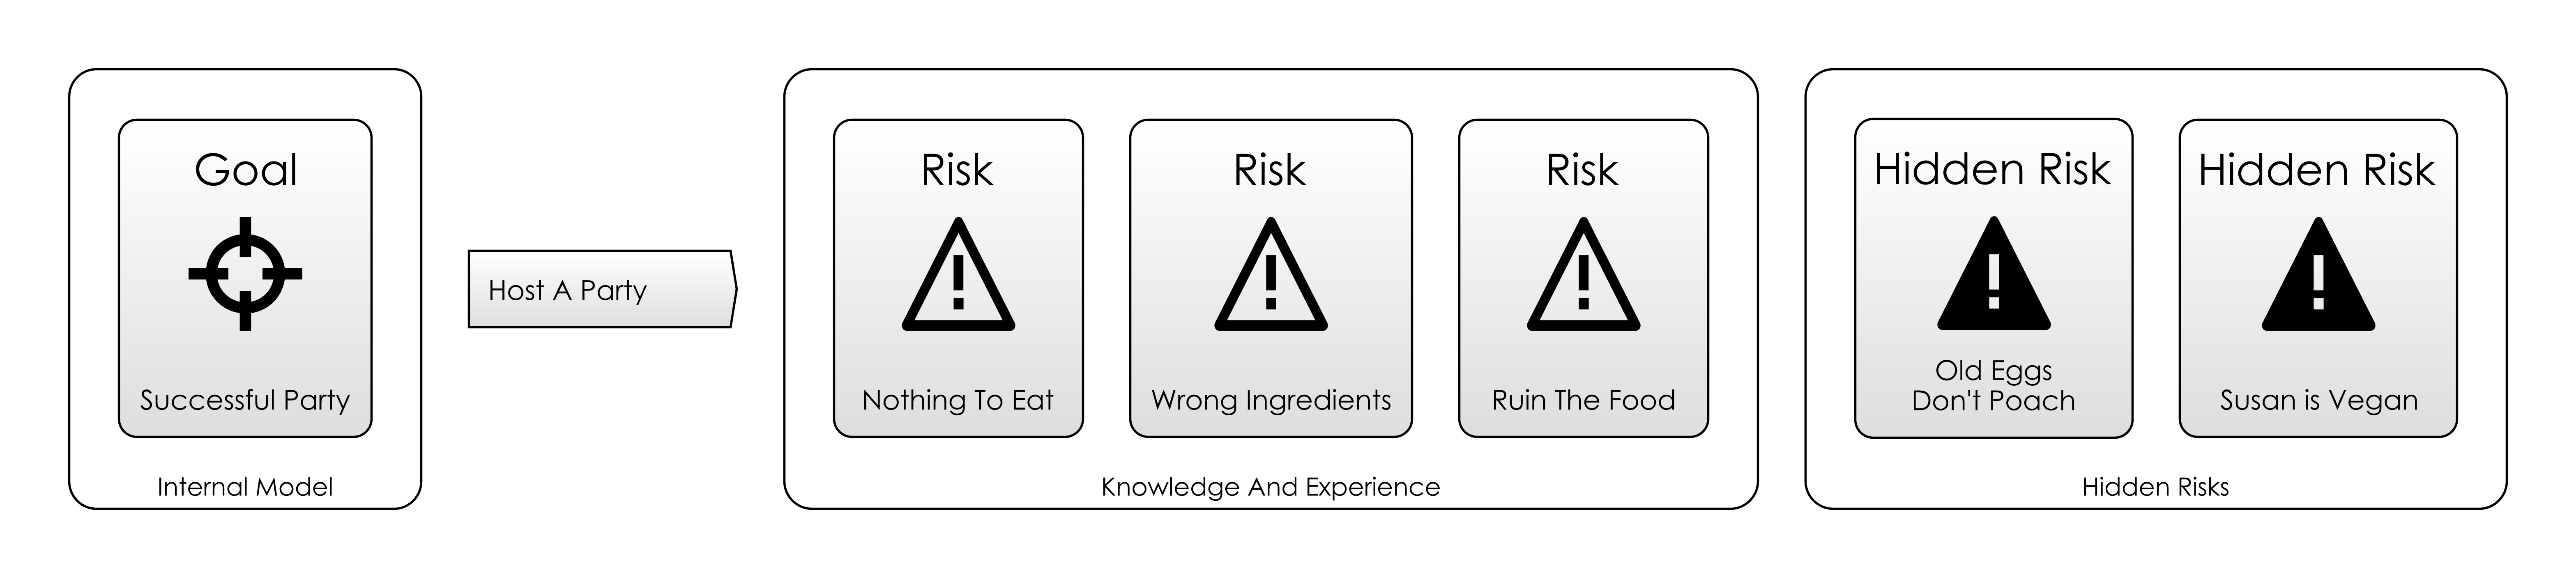 Goal
Successful Party
Internal Model
Host A Party
Risk
Nothing To Eat
Risk
Wrong Ingredients
Risk
Ruin The Food
Knowledge And Experience
Hidden Risk
Old Eggs
Don't Poach
Hidden Risk
Susan is Vegan
Hidden Risks